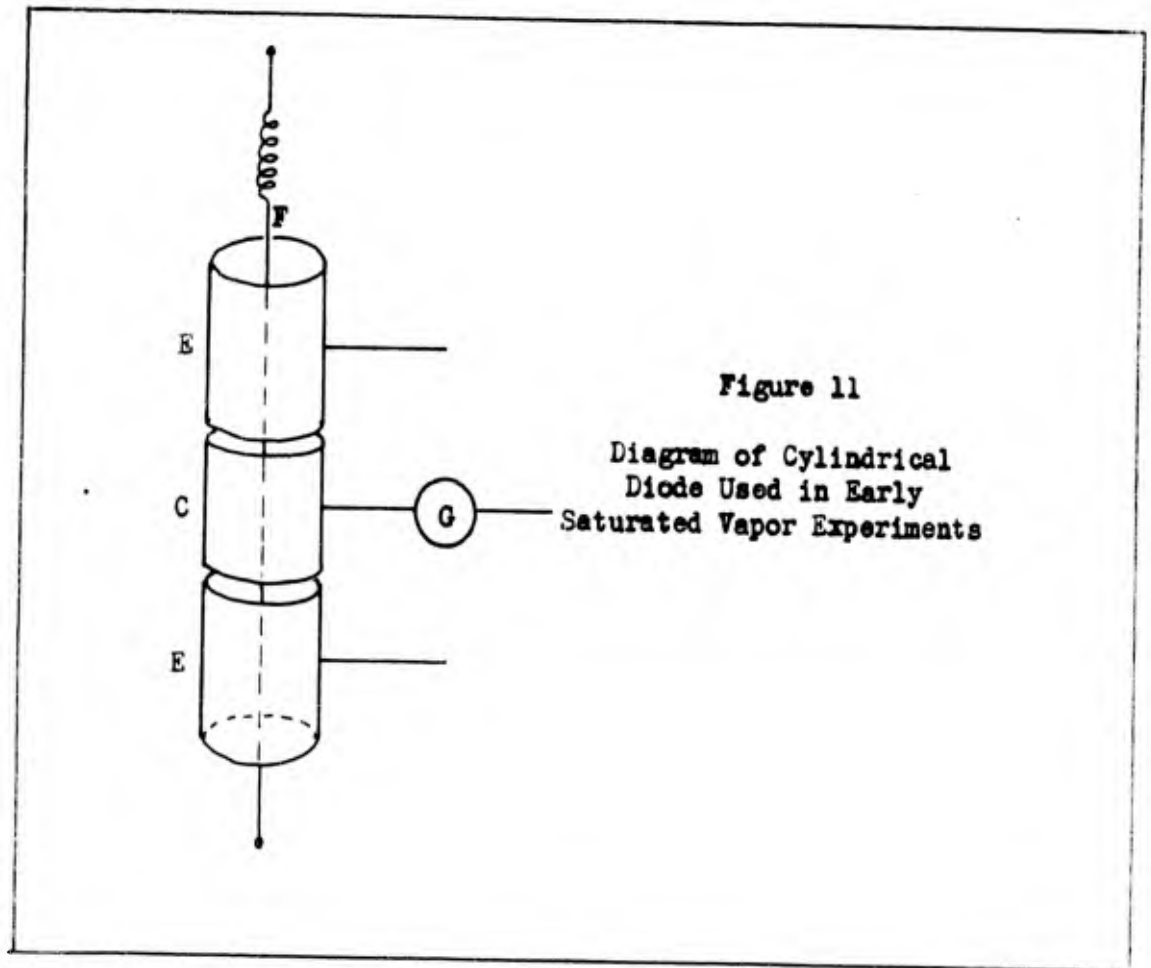 F
E
Figure 11
Diagram of Cylindrical
Diode Used in Early
Saturated Vapor Experiments
C
G
E